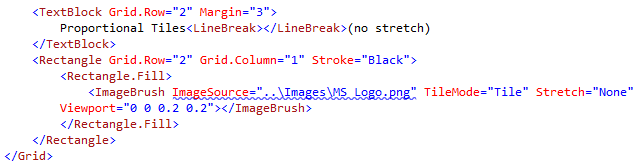 <TextBlock Grid.Row="2" Margin="3">
Proportional Tiles<LineBreak></LineBreak>(no stretch)
</TextBlock>
<Rectangle Grid.Row="2" Grid.Column="1" Stroke="Black">
<Rectangle.Fill>
<ImageBrush ImageSource="..\Images\MS_Logo.png" TileMode="Tile" Stretch="None"
Viewport="0 0 0.2 0.2"></ImageBrush>
</Rectangle.Fill>
</Rectangle>
</Grid>